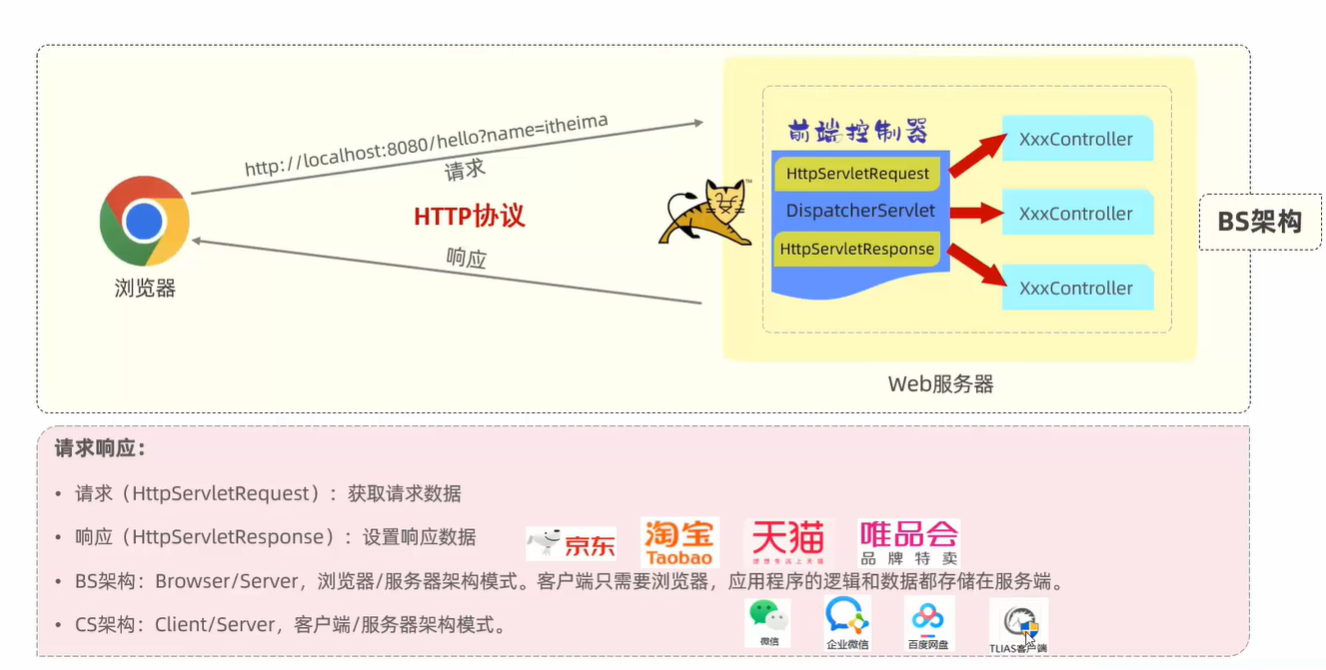 http://localhost:8080/hello?name=itheima
请求
HTTP协议
响应
浏览器
前端控制器
HttpServletRequest
DispatcherServlet
HttpServletResponse
XxxController
XxxController
XxxController
TM
BS架构
Web服务器
请求响应：
• 请求（HttpServletRequest）：获取请求数据
• 响应（HttpServletResponse）：设置响应数据
京东
淘宝
Taobao
天猫
唯品会
品牌特卖
• BS架构：Browser/Server，浏览器/服务器架构模式。客户端只需要浏览器，应用程序的逻辑和数据都存储在服务端。
• CS架构：Client/Server，客户端/服务器架构模式。
微信
企业微信
百度网盘
TLIAS客户端